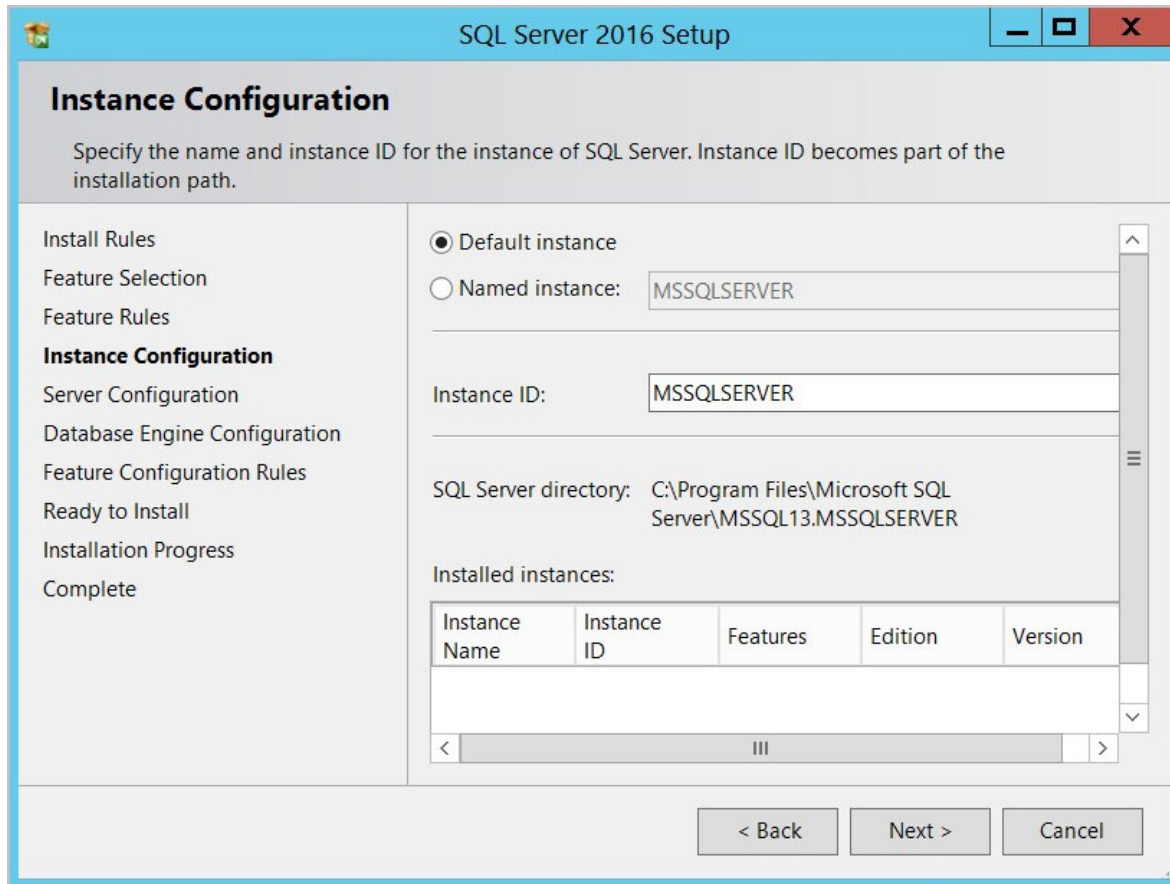 SQL Server 2016 Setup
Instance Configuration
Specify the name and instance ID for the instance of SQL Server. Instance ID becomes part of the
installation path.
Install Rules
Feature Selection
Feature Rules
Instance Configuration
Server Configuration
Database Engine Configuration
Feature Configuration Rules
Ready to Install
Installation Progress
Complete
Default instance
Named instance: MSSQLSERVER
Instance ID: MSSQLSERVER
SQL Server directory: C:\Program Files\Microsoft SQL
Server\MSSQL13.MSSQLSERVER
Installed instances:
Instance Name Instance ID Features Edition Version
< Back Next > Cancel